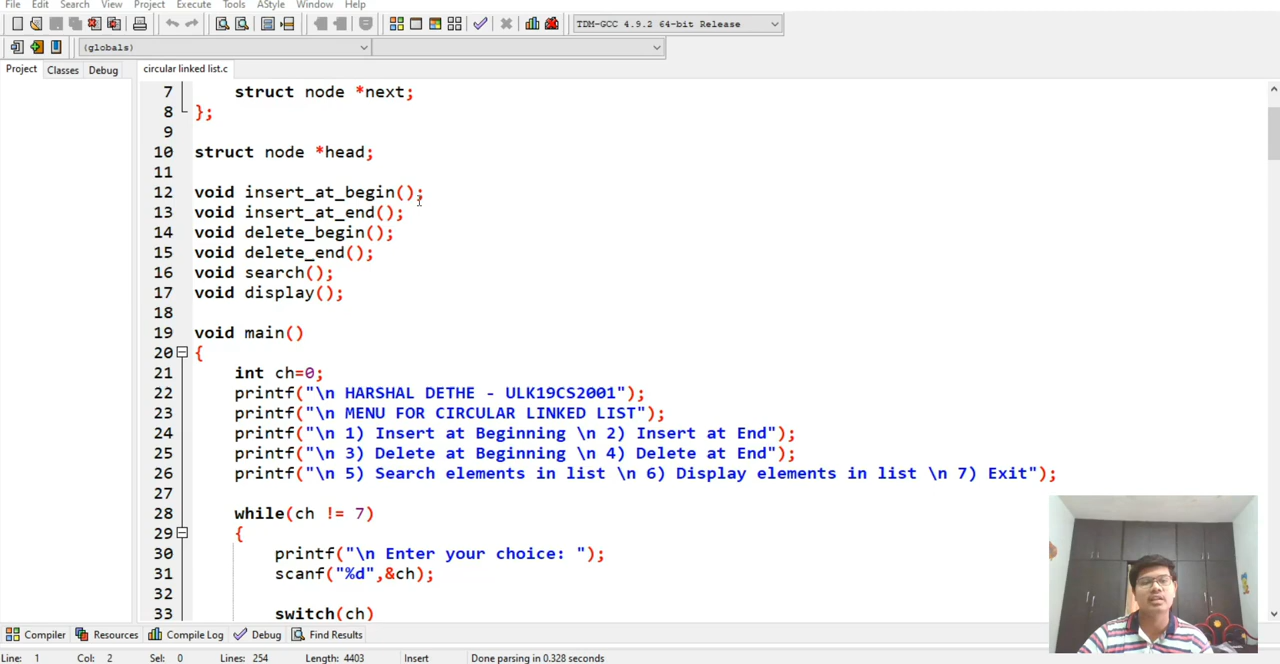 File Edit Search View Project Execute Tools AStyle Window Help
TDM-GCC 4.9.2 64-bit Release
(globals)
Project Classes Debug circular linked list.c
7 struct node *next;
8 };
9
10 struct node *head;
11
12 void insert_at_begin();
13 void insert_at_end();
14 void delete_begin();
15 void delete_end();
16 void search();
17 void display();
18
19 void main()
20 {
21 int ch=0;
22 printf("\n HARSHAL DETHE - ULK19CS2001");
23 printf("\n MENU FOR CIRCULAR LINKED LIST");
24 printf("\n 1) Insert at Beginning \n 2) Insert at End");
25 printf("\n 3) Delete at Beginning \n 4) Delete at End");
26 printf("\n 5) Search elements in list \n 6) Display elements in list \n 7) Exit");
27
28 while(ch != 7)
29 {
30 printf("\n Enter your choice: ");
31 scanf("%d",&ch);
32
33 switch(ch)
Compiler Resources Compile Log Debug Find Results
Line: 1 Col: 2 Sel: 0 Lines: 254 Length: 4403 Insert Done parsing in 0.328 seconds